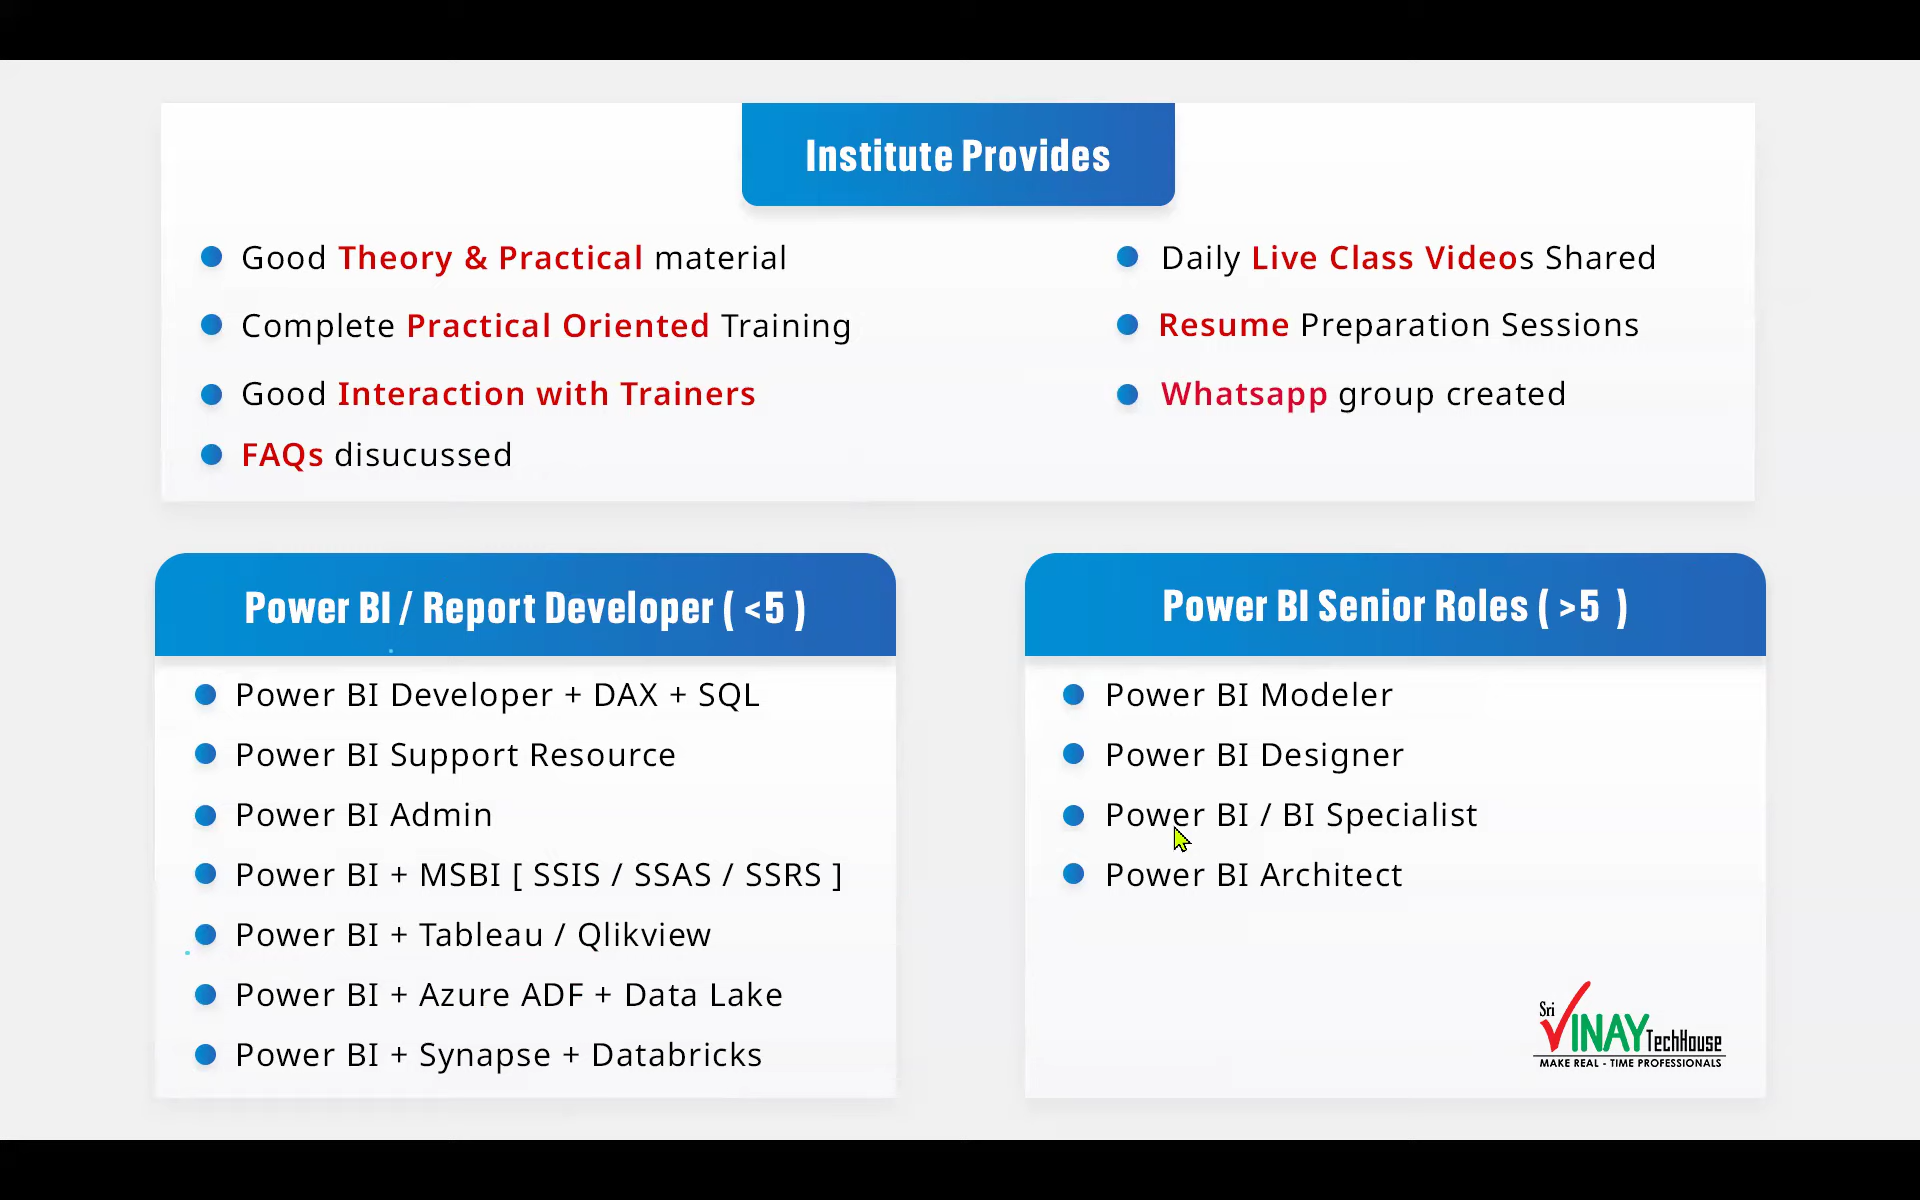 Institute Provides
Good Theory & Practical material
Complete Practical Oriented Training
Good Interaction with Trainers
FAQs disucussed
Daily Live Class Videos Shared
Resume Preparation Sessions
Whatsapp group created
Power BI / Report Developer ( <5 )
Power BI Developer + DAX + SQL
Power BI Support Resource
Power BI Admin
Power BI + MSBI [ SSIS / SSAS / SSRS ]
Power BI + Tableau / Qlikview
Power BI + Azure ADF + Data Lake
Power BI + Synapse + Databricks
Power BI Senior Roles ( >5 )
Power BI Modeler
Power BI Designer
Power BI / BI Specialist
Power BI Architect
Sri
VINAY TechHouse
MAKE REAL - TIME PROFESSIONALS